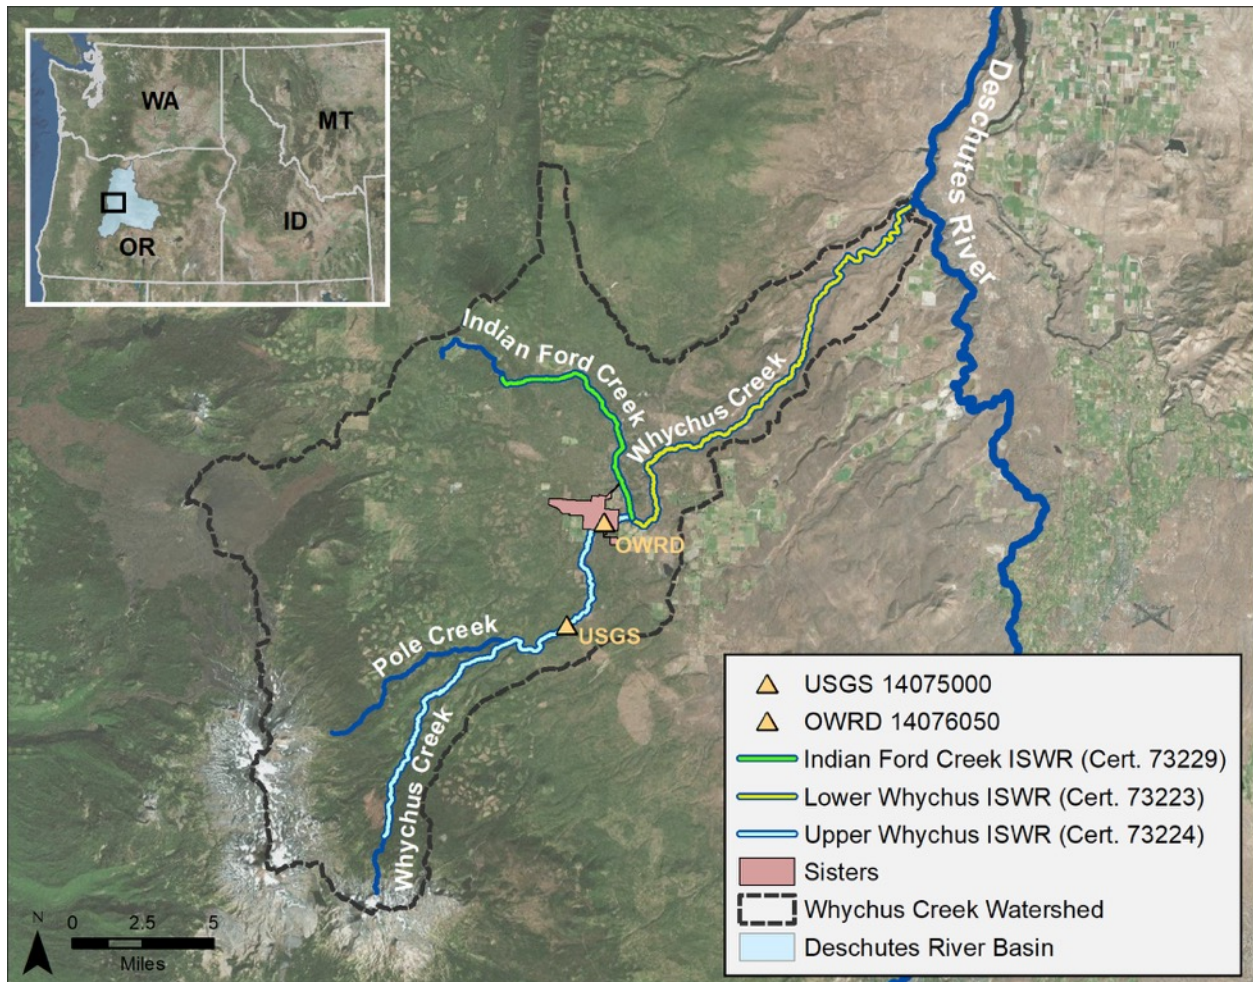 WA
MT
OR
ID
Deschutes River
Indian Ford Creek
Whychus Creek
OWRD
USGS
Pole Creek
Whychus Creek
USGS 14075000
OWRD 14076050
Indian Ford Creek ISWR (Cert. 73229)
Lower Whychus ISWR (Cert. 73223)
Upper Whychus ISWR (Cert. 73224)
Sisters
Whychus Creek Watershed
Deschutes River Basin
N
0 2.5 5
Miles